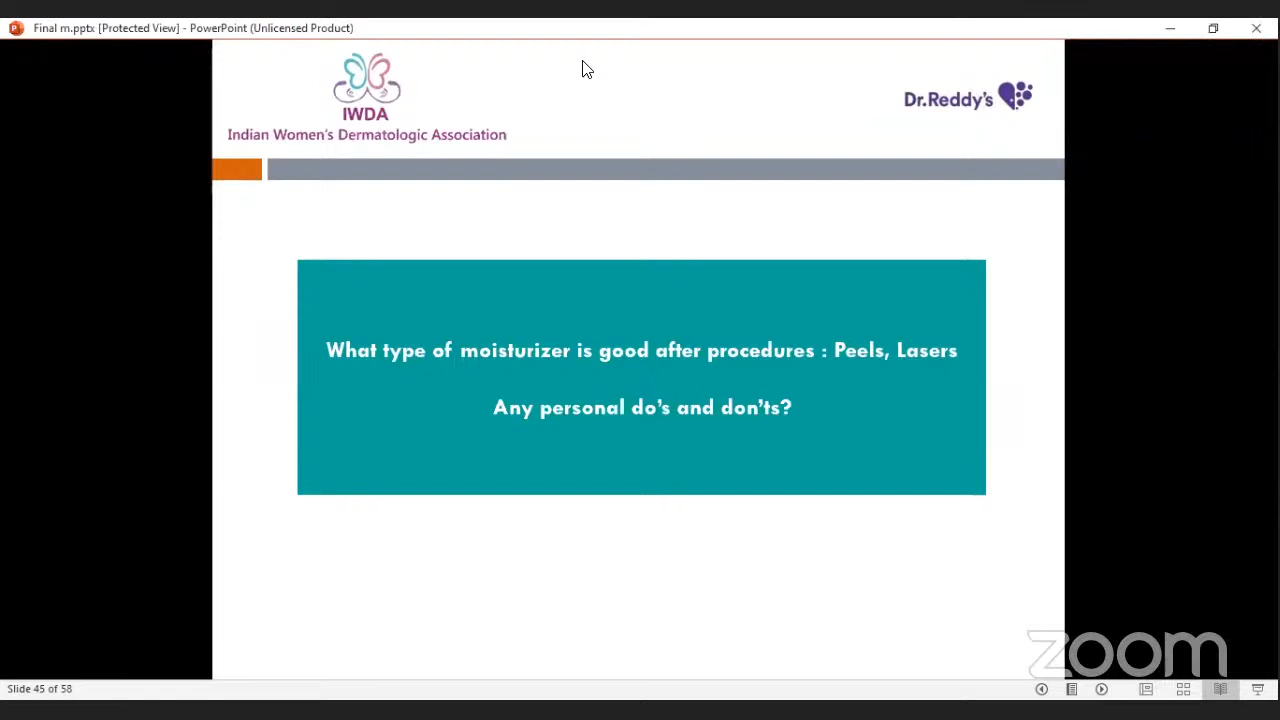 Final m.pptx [Protected View] - PowerPoint (Unlicensed Product)
IWDA
Indian Women's Dermatologic Association
Dr.Reddy's
What type of moisturizer is good after procedures : Peels, Lasers
Any personal do's and don'ts?
zoom
Slide 45 of 58